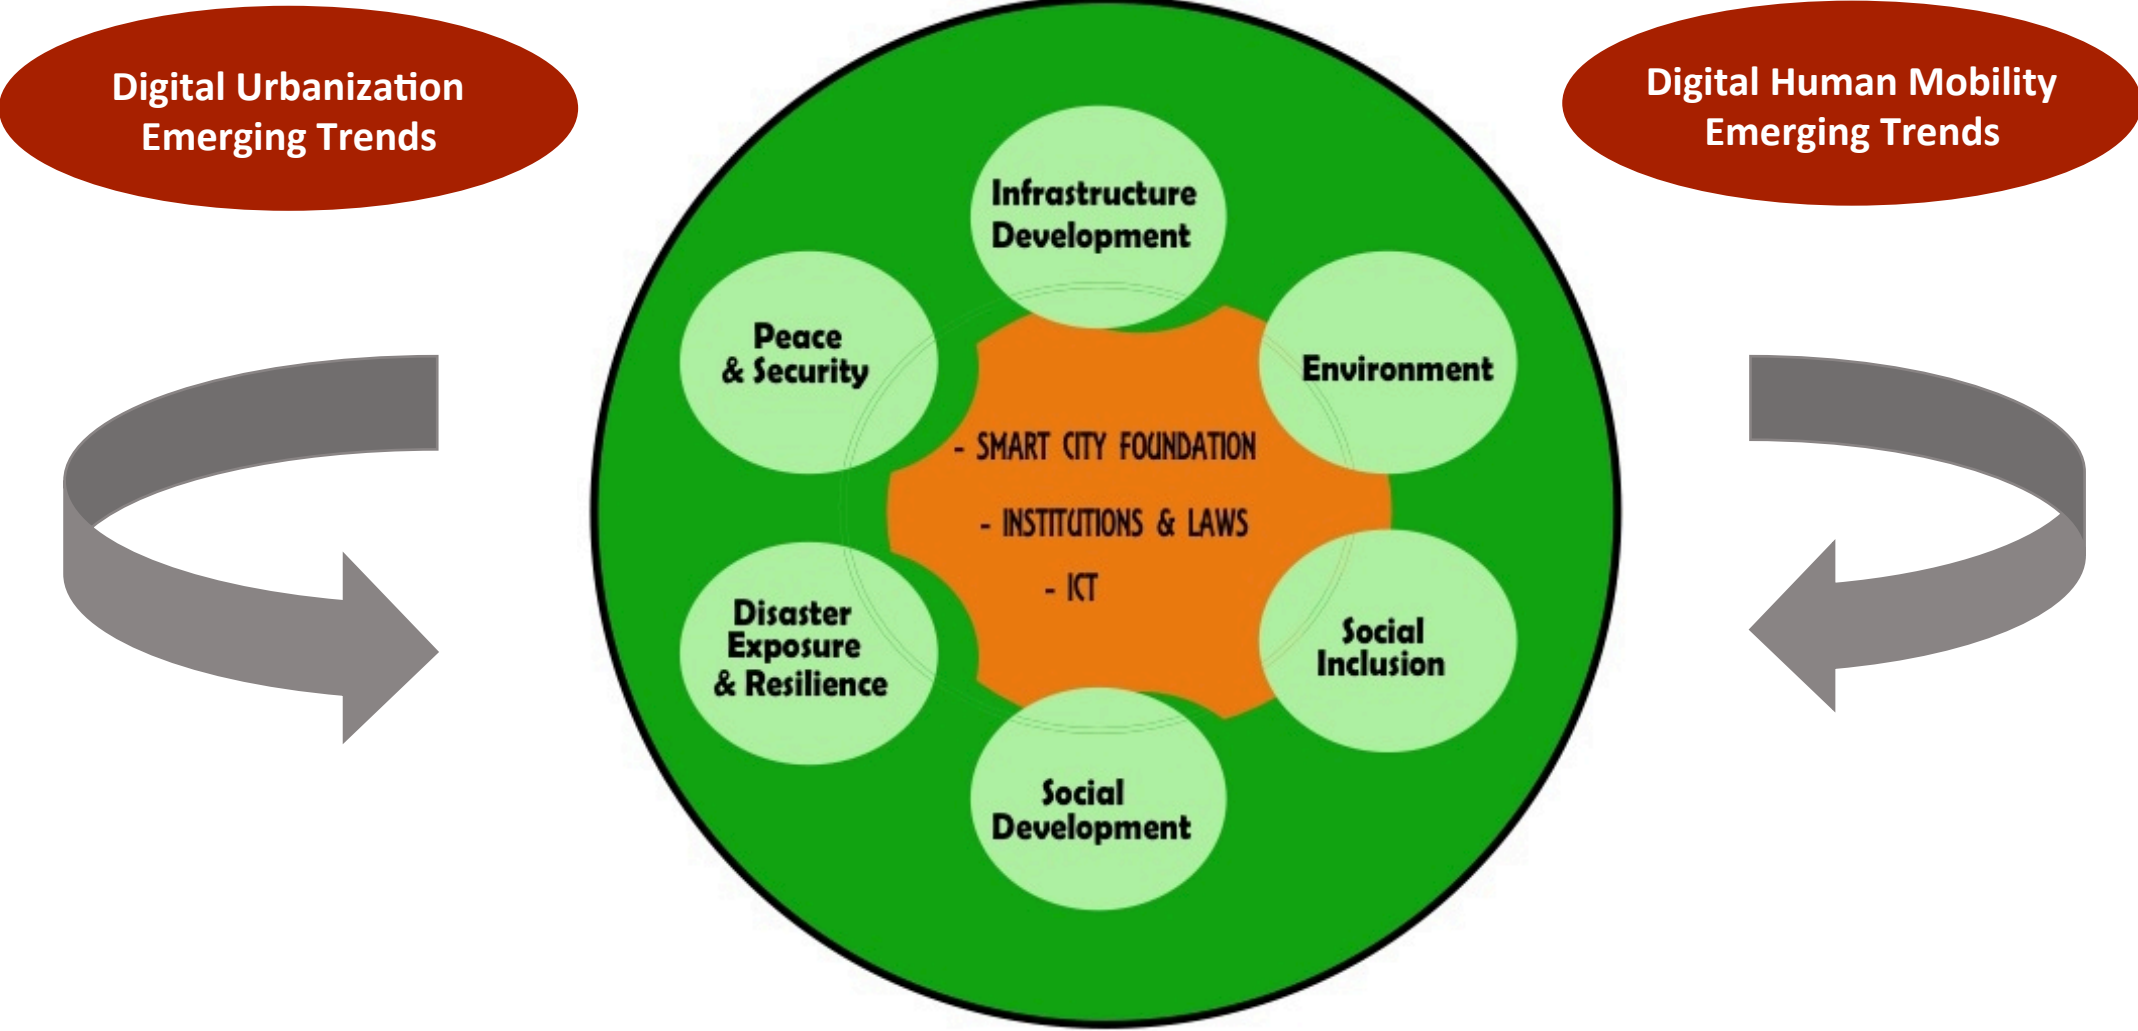 Digital Urbanization
Emerging Trends
Digital Human Mobility
Emerging Trends
Infrastructure
Development
Peace
& Security
Environment
- SMART CITY FOUNDATION
- INSTITUTIONS & LAWS
- ICT
Disaster
Exposure
& Resilience
Social
Inclusion
Social
Development